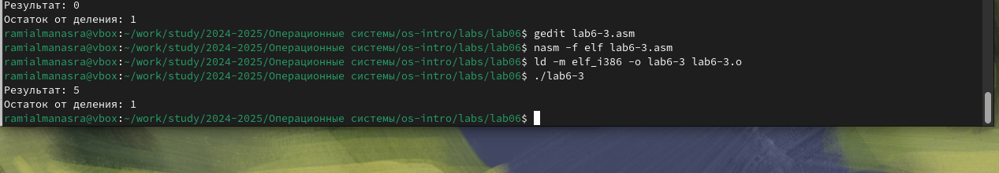 Результат: 0
Остаток от деления: 1
ramialmanasra@vbox:~/work/study/2024-2025/Операционные системы/os-intro/labs/lab06$ gedit lab6-3.asm
ramialmanasra@vbox:~/work/study/2024-2025/Операционные системы/os-intro/labs/lab06$ nasm -f elf lab6-3.asm
ramialmanasra@vbox:~/work/study/2024-2025/Операционные системы/os-intro/labs/lab06$ ld -m elf_i386 -o lab6-3 lab6-3.o
ramialmanasra@vbox:~/work/study/2024-2025/Операционные системы/os-intro/labs/lab06$ ./lab6-3
Результат: 5
Остаток от деления: 1
ramialmanasra@vbox:~/work/study/2024-2025/Операционные системы/os-intro/labs/lab06$